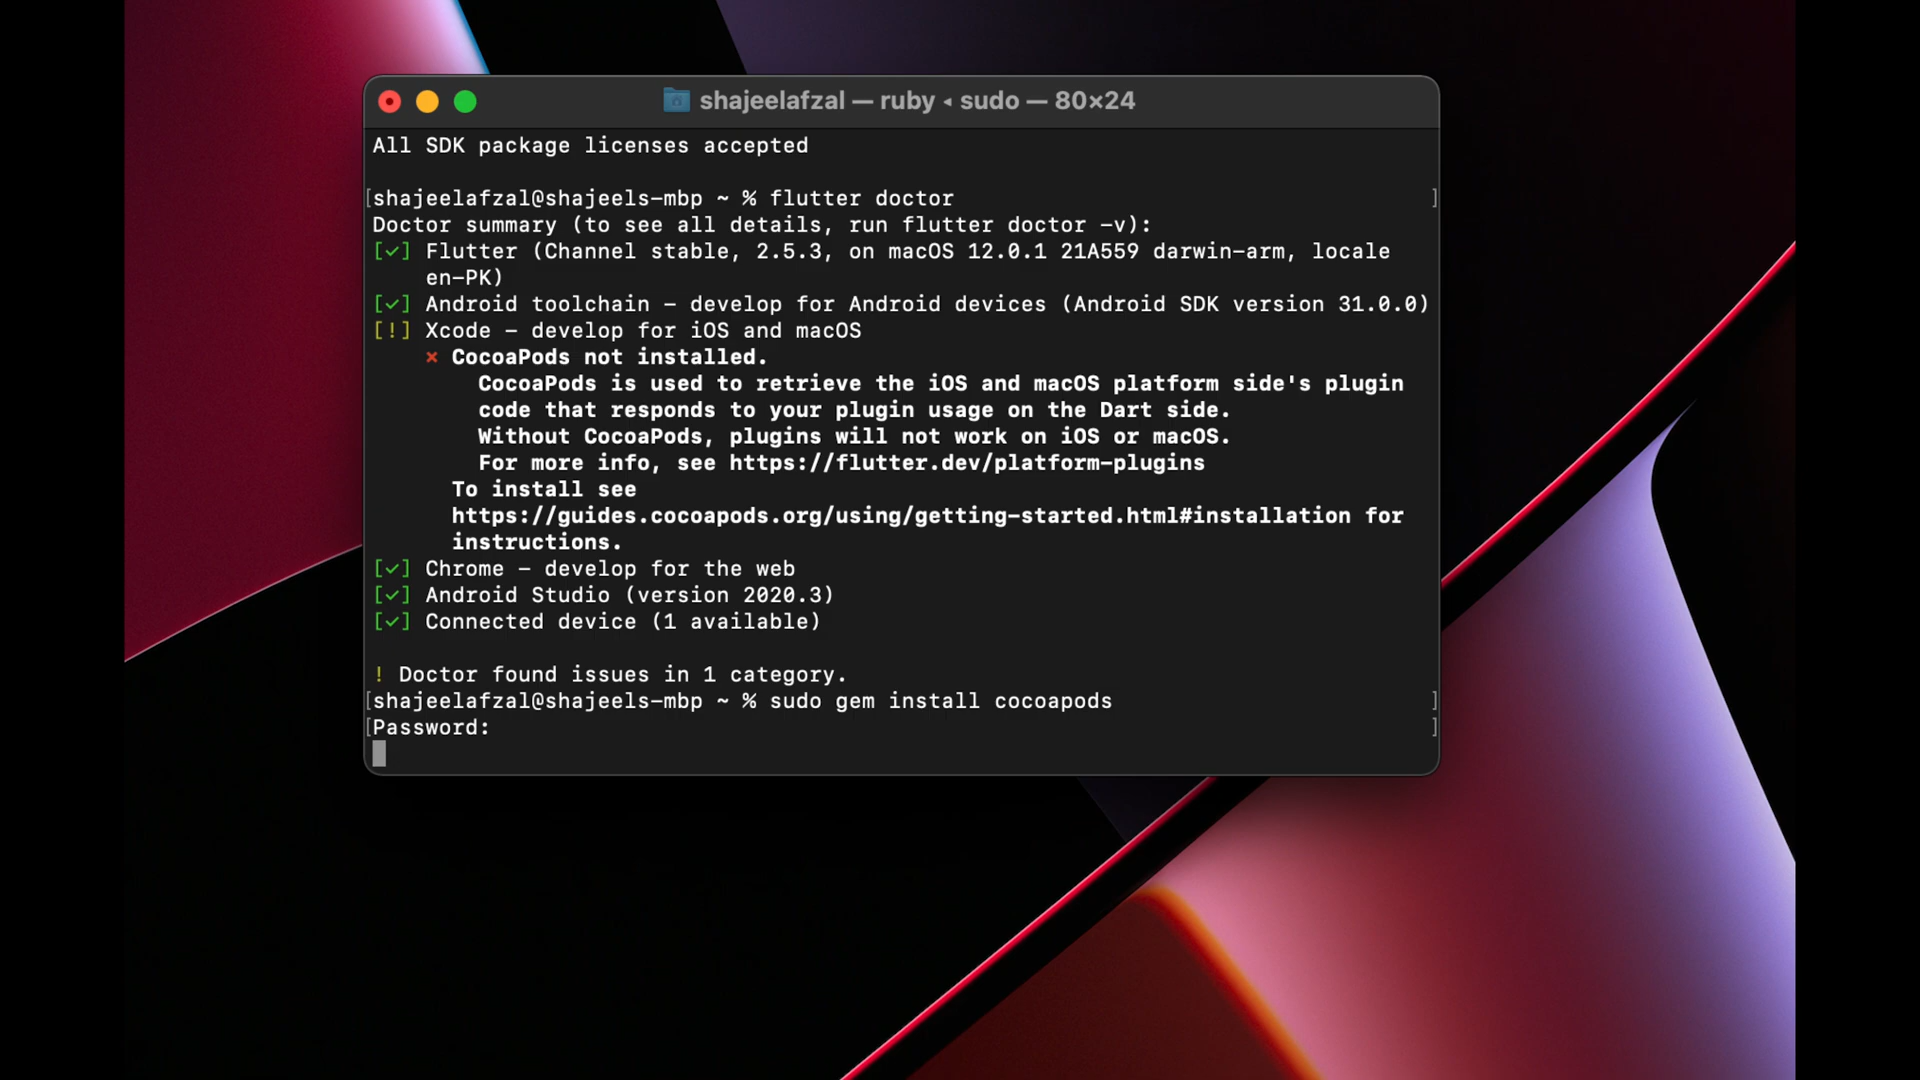 shajeelafzal — ruby ◂ sudo — 80×24
All SDK package licenses accepted
[shajeelafzal@shajeels-mbp ~ % flutter doctor ]
Doctor summary (to see all details, run flutter doctor -v):
[✓] Flutter (Channel stable, 2.5.3, on macOS 12.0.1 21A559 darwin-arm, locale
en-PK)
[✓] Android toolchain - develop for Android devices (Android SDK version 31.0.0)
[!] Xcode - develop for iOS and macOS
✗ CocoaPods not installed.
CocoaPods is used to retrieve the iOS and macOS platform side's plugin
code that responds to your plugin usage on the Dart side.
Without CocoaPods, plugins will not work on iOS or macOS.
For more info, see https://flutter.dev/platform-plugins
To install see
https://guides.cocoapods.org/using/getting-started.html#installation for
instructions.
[✓] Chrome - develop for the web
[✓] Android Studio (version 2020.3)
[✓] Connected device (1 available)
! Doctor found issues in 1 category.
[shajeelafzal@shajeels-mbp ~ % sudo gem install cocoapods ]
[Password: ]